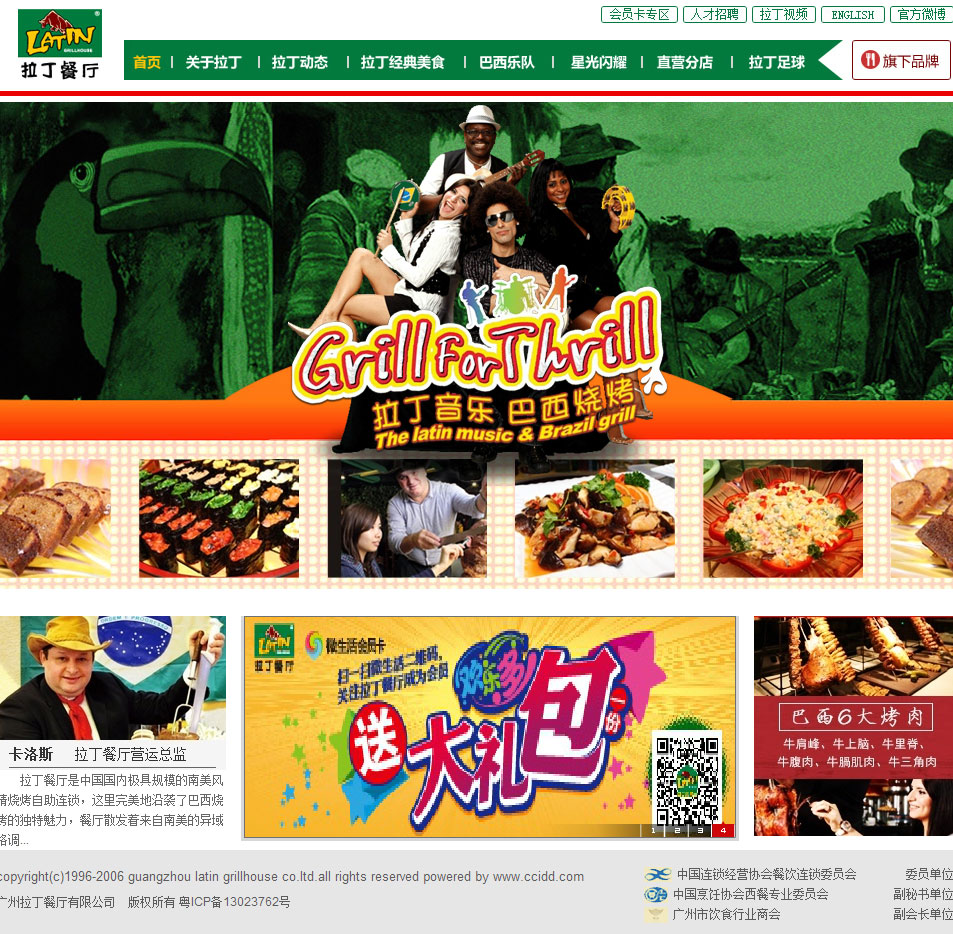 会员卡专区 人才招聘 拉丁视频 ENGLISH 官方微博
LATIN
GRILLHOUSE
拉丁餐厅
首页 关于拉丁 拉丁动态 拉丁经典美食 巴西乐队 星光闪耀 直营分店 拉丁足球
旗下品牌
Grill For Thrill
拉丁音乐 巴西烧烤
The latin music & Brazil grill
ORDEM E PROGRESSO
卡洛斯 拉丁餐厅营运总监
拉丁餐厅是中国国内极具规模的南美风
情烧烤自助连锁，这里完美地沿袭了巴西烧
烤的独特魅力，餐厅散发着来自南美的异域
格调...
LATIN
拉丁餐厅
微生活会员卡
扫一扫微生活二维码，
关注拉丁餐厅成为会员
欢乐多
送大礼包一份
1 2 3 4
巴西6大烤肉
牛肩峰、牛上脑、牛里脊、
牛腹肉、牛腩肌肉、牛三角肉
copyright(c)1996-2006 guangzhou latin grillhouse co.ltd.all rights reserved powered by www.ccidd.com
广州拉丁餐厅有限公司 版权所有 粤ICP备13023762号
中国连锁经营协会餐饮连锁委员会 委员单位
中国烹饪协会西餐专业委员会 副秘书单位
广州市饮食行业商会 副会长单位